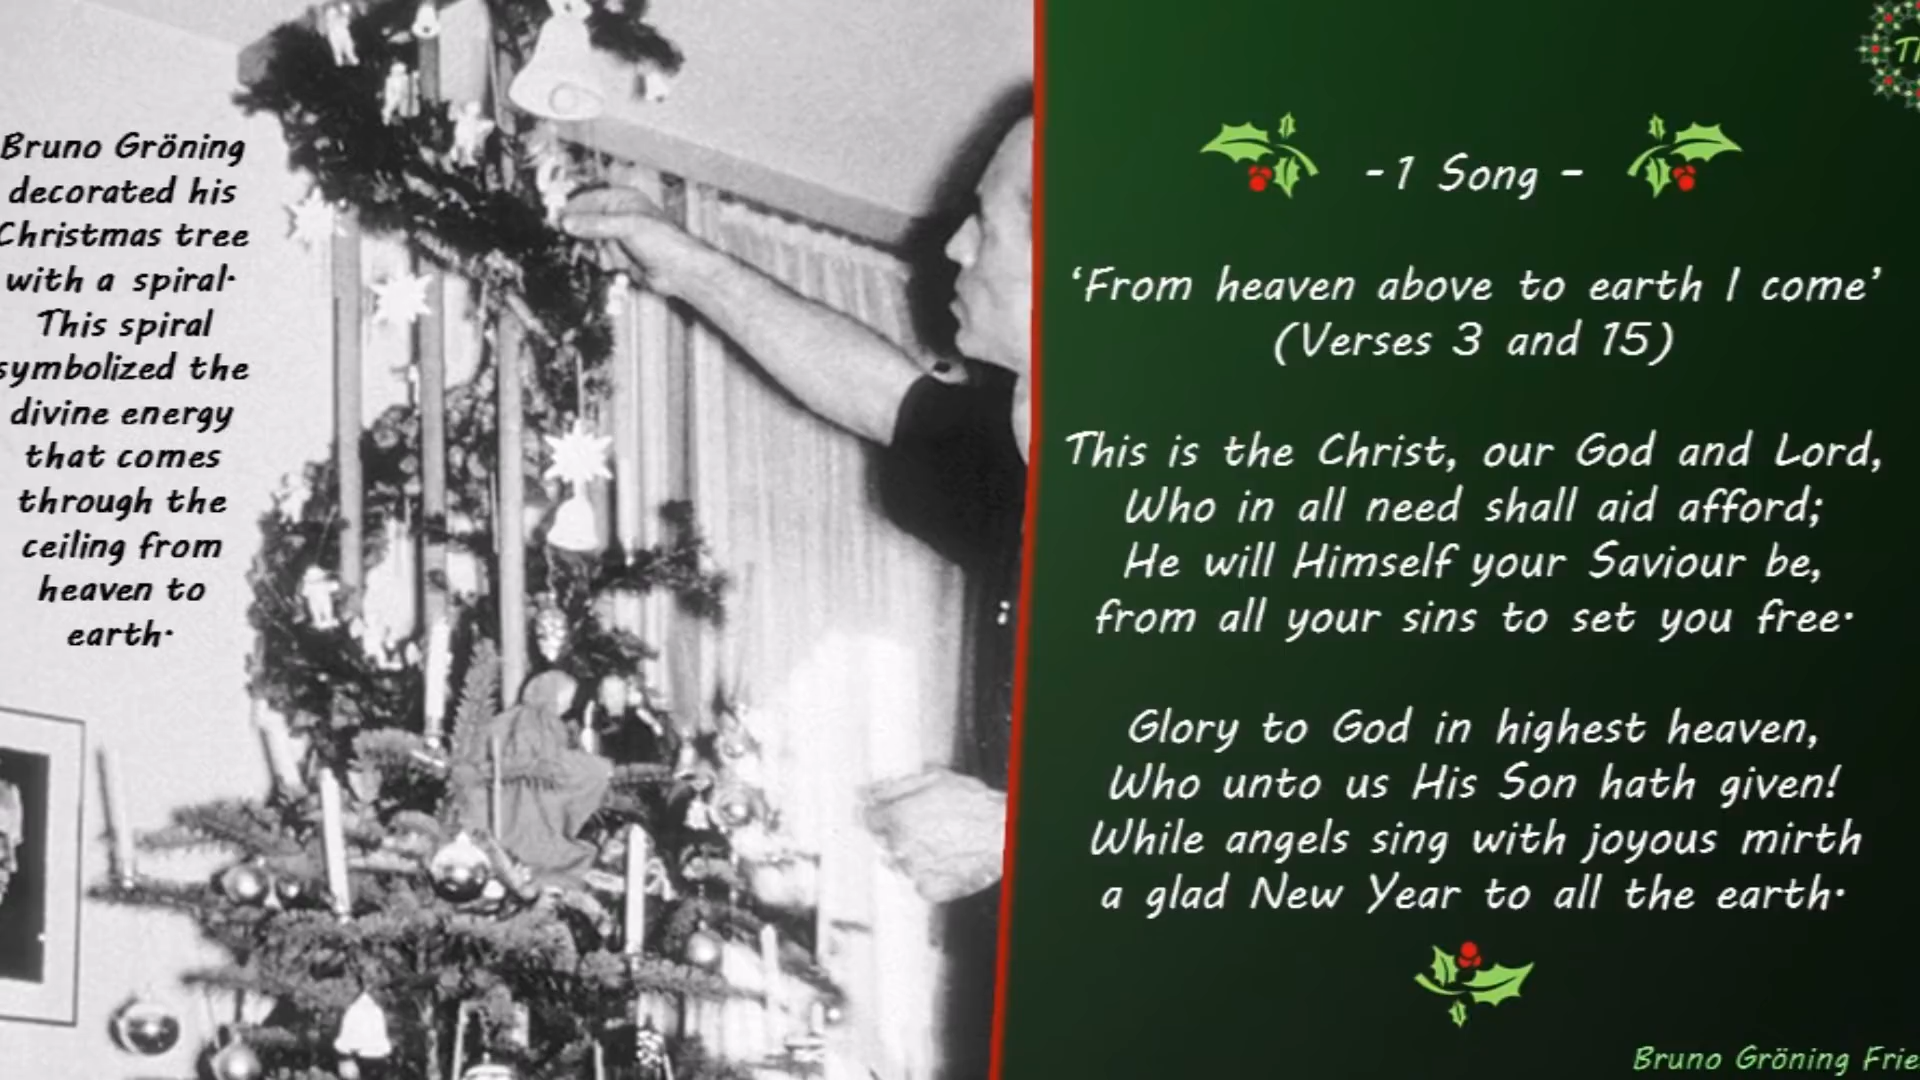 Bruno Gröning
decorated his
Christmas tree
with a spiral.
This spiral
symbolized the
divine energy
that comes
through the
ceiling from
heaven to
earth.
-1 Song -
‘From heaven above to earth I come’
(Verses 3 and 15)
This is the Christ, our God and Lord,
Who in all need shall aid afford;
He will Himself your Saviour be,
from all your sins to set you free.
Glory to God in highest heaven,
Who unto us His Son hath given!
While angels sing with joyous mirth
a glad New Year to all the earth.
Bruno Gröning